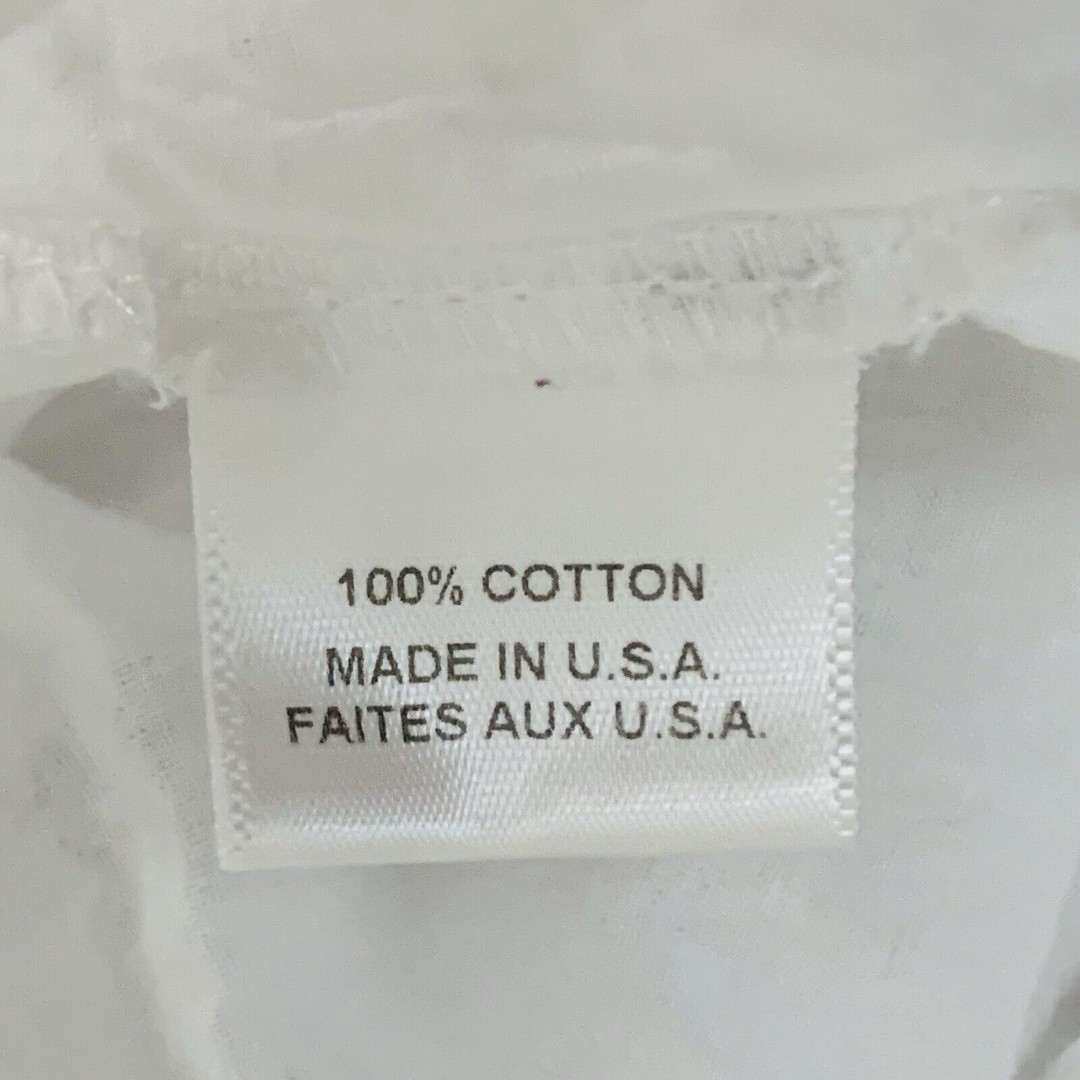 100% COTTON
MADE IN U.S.A.
FAITES AUX U.S.A.